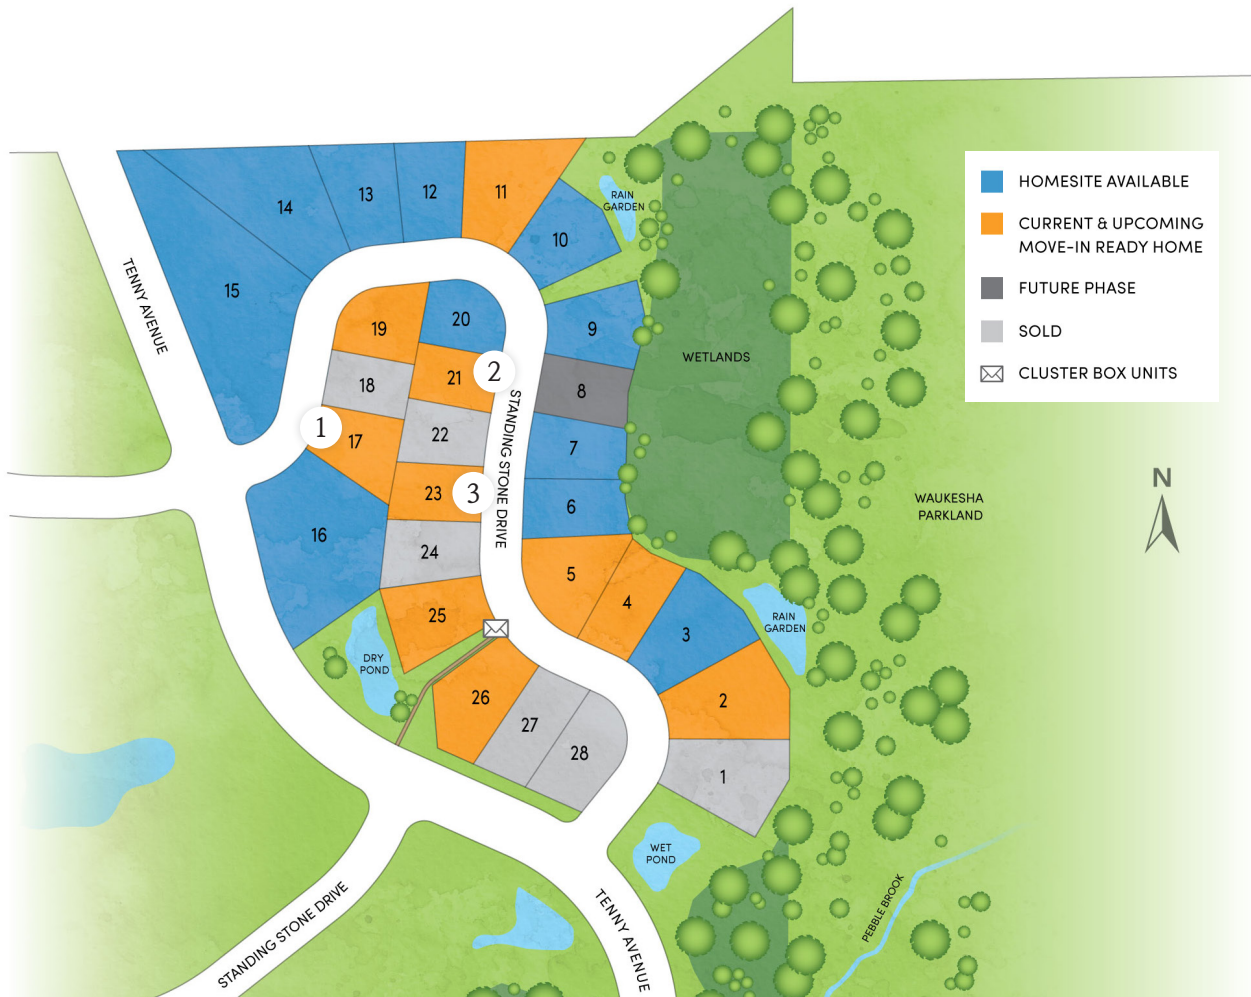 HOMESITE AVAILABLE
CURRENT & UPCOMING
MOVE-IN READY HOME
FUTURE PHASE
SOLD
CLUSTER BOX UNITS
N
TENNY AVENUE
15
14
13
12
11
10
RAIN
GARDEN
9
WETLANDS
8
7
6
19
20
18
21
2
1
17
22
STANDING STONE DRIVE
23
3
16
24
25
5
4
3
RAIN
GARDEN
WAUKESHA
PARKLAND
DRY
POND
26
27
28
2
1
WET
POND
PEBBLE BROOK
STANDING STONE DRIVE
TENNY AVENUE